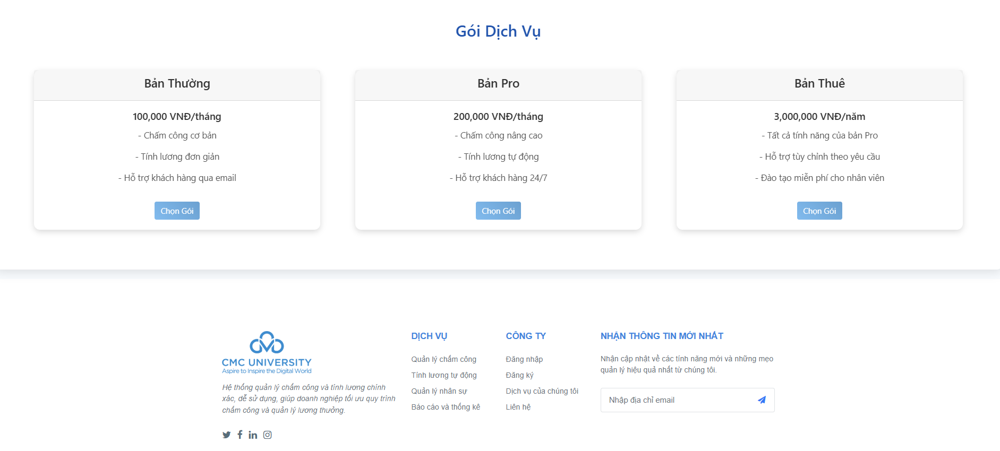 Gói Dịch Vụ
Bản Thường
100,000 VNĐ/tháng
- Chấm công cơ bản
- Tính lương đơn giản
- Hỗ trợ khách hàng qua email
Chọn Gói
Bản Pro
200,000 VNĐ/tháng
- Chấm công nâng cao
- Tính lương tự động
- Hỗ trợ khách hàng 24/7
Chọn Gói
Bản Thuê
3,000,000 VNĐ/năm
- Tất cả tính năng của bản Pro
- Hỗ trợ tùy chỉnh theo yêu cầu
- Đào tạo miễn phí cho nhân viên
Chọn Gói
CMC UNIVERSITY
Aspire to Inspire the Digital World
Hệ thống quản lý chấm công và tính lương chính
xác, dễ sử dụng, giúp doanh nghiệp tối ưu quy trình
chấm công và quản lý lương thưởng.
DỊCH VỤ
Quản lý chấm công
Tính lương tự động
Quản lý nhân sự
Báo cáo và thống kê
CÔNG TY
Đăng nhập
Đăng ký
Dịch vụ của chúng tôi
Liên hệ
NHẬN THÔNG TIN MỚI NHẤT
Nhận cập nhật về các tính năng mới và những mẹo
quản lý hiệu quả nhất từ chúng tôi.
Nhập địa chỉ email